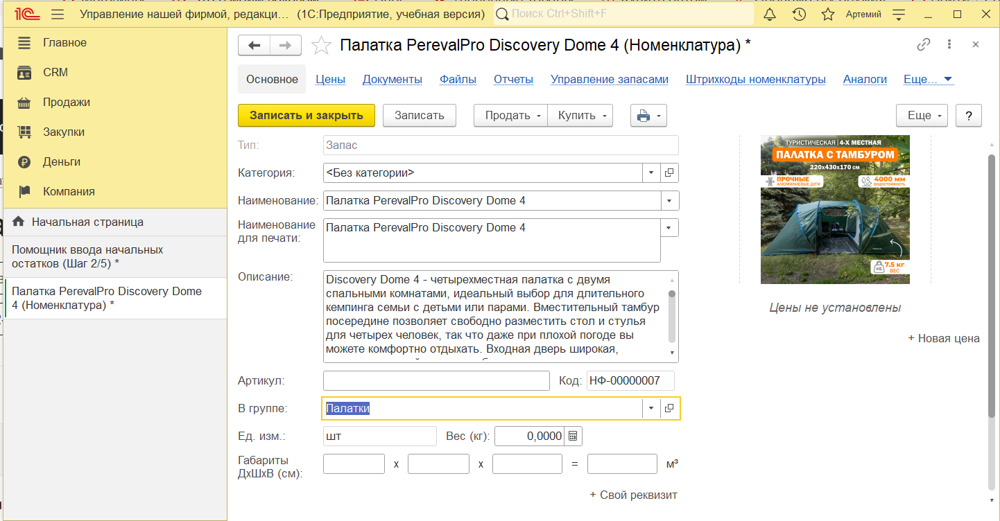 1С Управление нашей фирмой, редакци... (1С:Предприятие, учебная версия) Поиск Ctrl+Shift+F Артемий
Главное
CRM
Продажи
Закупки
Деньги
Компания
Начальная страница
Помощник ввода начальных
остатков (Шаг 2/5) *
Палатка PerevalPro Discovery Dome
4 (Номенклатура) *
Палатка PerevalPro Discovery Dome 4 (Номенклатура) *
Основное Цены Документы Файлы Отчеты Управление запасами Штрихкоды номенклатуры Аналоги Еще...
Записать и закрыть Записать Продать Купить Еще ?
Тип: Запас
Категория: <Без категории>
Наименование: Палатка PerevalPro Discovery Dome 4
Наименование
для печати:
Палатка PerevalPro Discovery Dome 4
Описание:
Discovery Dome 4 - четырехместная палатка с двумя
спальными комнатами, идеальный выбор для длительного
кемпинга семьи с детьми или парами. Вместительный тамбур
посередине позволяет свободно разместить стол и стулья
для четырех человек, так что даже при плохой погоде вы
можете комфортно отдыхать. Входная дверь широкая,
Артикул: Код: НФ-00000007
В группе: Палатки
Ед. изм.: шт Вес (кг): 0,0000
Габариты
ДхШхВ (см):
x x = м³
+ Свой реквизит
ТУРИСТИЧЕСКАЯ | 4-Х МЕСТНАЯ
ПАЛАТКА С ТАМБУРОМ
220х430х170 см
ПРОЧНЫЕ
АЛЮМИНИЕВЫЕ ДУГИ
4000 мм
ВОДОСТОЙКОСТЬ
КG 7.5 кг
ВЕС
Цены не установлены
+ Новая цена